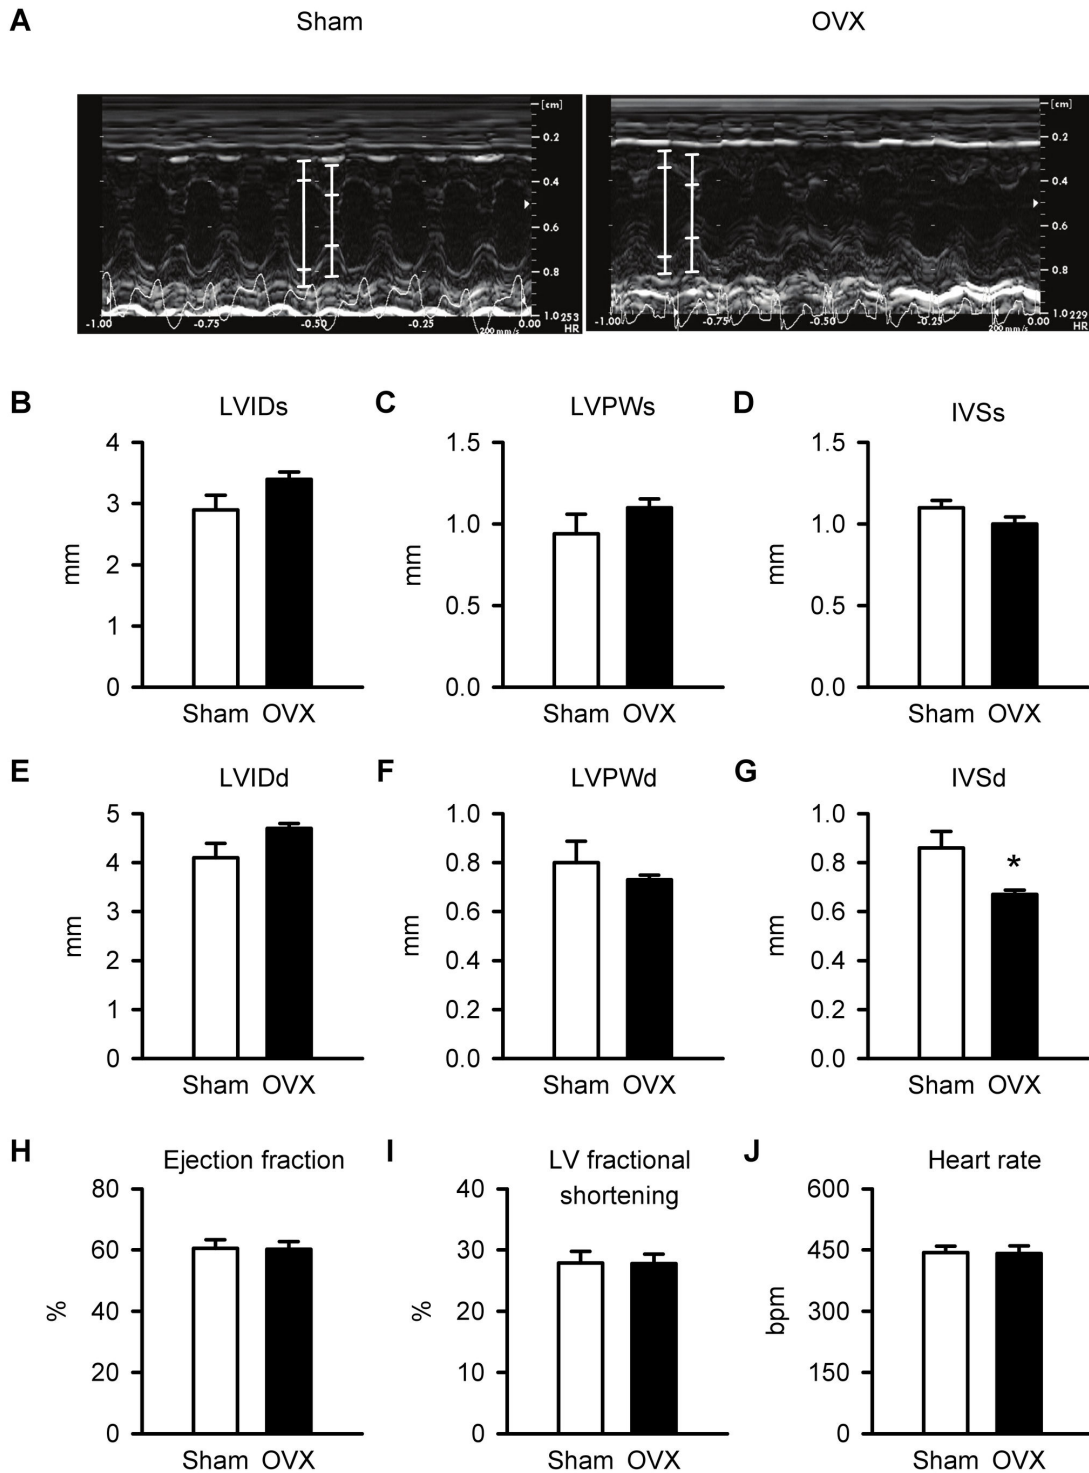 A
Sham
OVX
[cm]
0.2
0.4
0.6
0.8
1.0 253
HR
-1.00
-0.75
-0.50
-0.25
0.00
200 mm/s
[cm]
0.2
0.4
0.6
0.8
1.0 229
HR
-1.00
-0.75
-0.50
-0.25
0.00
200 mm/s
B
LVIDs
4
3
2
1
0
mm
Sham OVX
C
LVPWs
1.5
1.0
0.5
0.0
mm
Sham OVX
D
IVSs
1.5
1.0
0.5
0.0
mm
Sham OVX
E
LVIDd
5
4
3
2
1
0
mm
Sham OVX
F
LVPWd
1.0
0.8
0.6
0.4
0.2
0.0
mm
Sham OVX
G
IVSd
1.0
0.8
0.6
0.4
0.2
0.0
mm
*
Sham OVX
H
Ejection fraction
80
60
40
20
0
%
Sham OVX
I
LV fractional
shortening
40
30
20
10
0
%
Sham OVX
J
Heart rate
600
450
300
150
0
bpm
Sham OVX